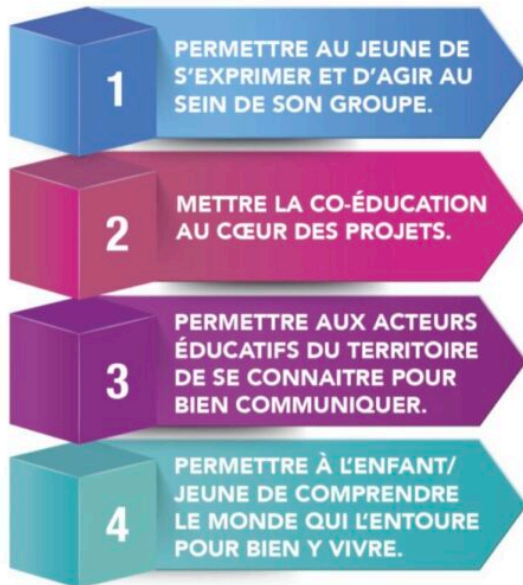 1
PERMETTRE AU JEUNE DE
S'EXPRIMER ET D'AGIR AU
SEIN DE SON GROUPE.
2
METTRE LA CO-ÉDUCATION
AU CŒUR DES PROJETS.
3
PERMETTRE AUX ACTEURS
ÉDUCATIFS DU TERRITOIRE
DE SE CONNAITRE POUR
BIEN COMMUNIQUER.
4
PERMETTRE À L'ENFANT/
JEUNE DE COMPRENDRE
LE MONDE QUI L'ENTOURE
POUR BIEN Y VIVRE.